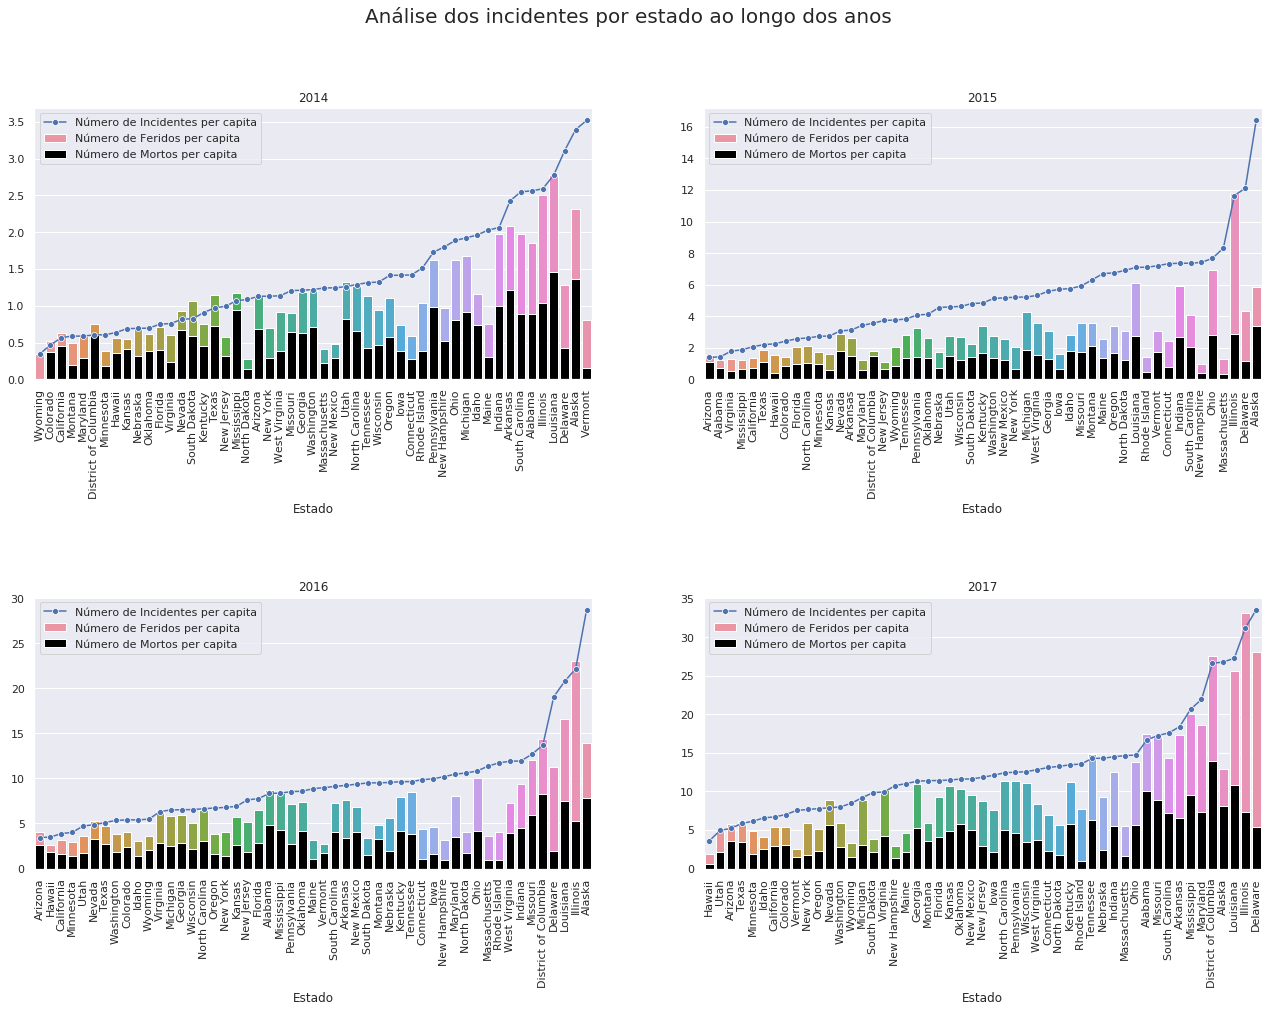 Análise dos incidentes por estado ao longo dos anos
2014
Número de Incidentes per capita
Número de Feridos per capita
Número de Mortos per capita
3.5
3.0
2.5
2.0
1.5
1.0
0.5
0.0
Wyoming
Colorado
California
Montana
Maryland
District of Columbia
Minnesota
Hawaii
Kansas
Nebraska
Oklahoma
Florida
Virginia
Nevada
South Dakota
Kentucky
Texas
New Jersey
Mississippi
North Dakota
Arizona
New York
West Virginia
Missouri
Georgia
Washington
Massachusetts
New Mexico
Utah
North Carolina
Tennessee
Wisconsin
Oregon
Iowa
Connecticut
Rhode Island
Pennsylvania
New Hampshire
Ohio
Michigan
Idaho
Maine
Indiana
Arkansas
South Carolina
Alabama
Illinois
Louisiana
Delaware
Alaska
Vermont
Estado
2015
Número de Incidentes per capita
Número de Feridos per capita
Número de Mortos per capita
16
14
12
10
8
6
4
2
0
Arizona
Alabama
Virginia
Mississippi
California
Texas
Hawaii
Colorado
Florida
North Carolina
Minnesota
Kansas
Nevada
Arkansas
Maryland
District of Columbia
New Jersey
Wyoming
Tennessee
Pennsylvania
Oklahoma
Nebraska
Utah
Wisconsin
South Dakota
Kentucky
Washington
New Mexico
New York
Michigan
West Virginia
Georgia
Iowa
Idaho
Missouri
Montana
Maine
Oregon
North Dakota
Louisiana
Rhode Island
Vermont
Connecticut
Indiana
South Carolina
New Hampshire
Ohio
Massachusetts
Illinois
Delaware
Alaska
Estado
2016
Número de Incidentes per capita
Número de Feridos per capita
Número de Mortos per capita
30
25
20
15
10
5
0
Arizona
Hawaii
California
Minnesota
Utah
Nevada
Texas
Washington
Colorado
Idaho
Wyoming
Virginia
Michigan
Georgia
Wisconsin
North Carolina
Oregon
New York
Kansas
New Jersey
Florida
Alabama
Mississippi
Pennsylvania
Oklahoma
Maine
Vermont
South Carolina
Arkansas
New Mexico
South Dakota
Montana
Nebraska
Kentucky
Tennessee
Connecticut
Iowa
New Hampshire
Maryland
North Dakota
Ohio
Massachusetts
Rhode Island
West Virginia
Indiana
Missouri
District of Columbia
Delaware
Louisiana
Illinois
Alaska
Estado
2017
Número de Incidentes per capita
Número de Feridos per capita
Número de Mortos per capita
35
30
25
20
15
10
5
0
Hawaii
Utah
Arizona
Texas
Minnesota
Idaho
California
Colorado
Vermont
New York
Oregon
Nevada
Washington
Wyoming
Michigan
South Dakota
Virginia
New Hampshire
Maine
Georgia
Montana
Florida
Kansas
Oklahoma
New Mexico
New Jersey
Iowa
North Carolina
Pennsylvania
Wisconsin
West Virginia
Connecticut
North Dakota
Kentucky
Rhode Island
Tennessee
Nebraska
Indiana
Massachusetts
Ohio
Alabama
Missouri
South Carolina
Arkansas
Mississippi
Maryland
District of Columbia
Alaska
Louisiana
Illinois
Delaware
Estado